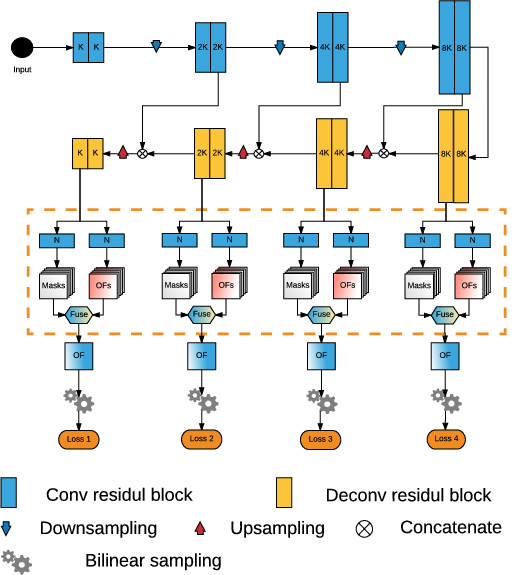 K K 2K 2K 4K 4K 8K 8K
Input
K K 2K 2K 4K 4K 8K 8K
N N N N N N N N
Masks OFs Masks OFs Masks OFs Masks OFs
Fuse Fuse Fuse Fuse
OF OF OF OF
Loss 1 Loss 2 Loss 3 Loss 4
Conv residul block Deconv residul block
Downsampling Upsampling Concatenate
Bilinear sampling